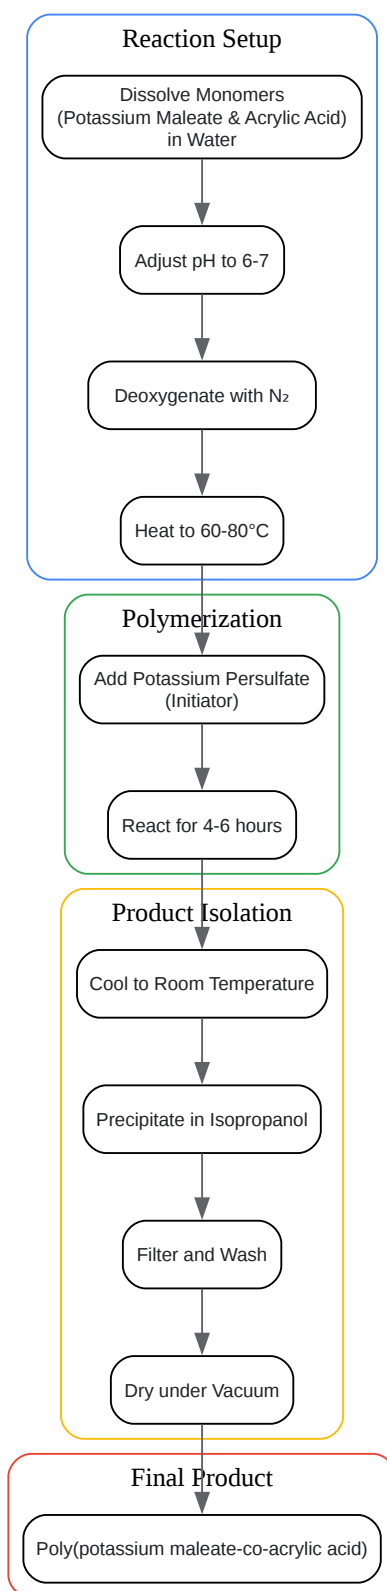 Reaction Setup
Dissolve Monomers
(Potassium Maleate & Acrylic Acid)
in Water
Adjust pH to 6-7
Deoxygenate with N₂
Heat to 60-80°C
Polymerization
Add Potassium Persulfate
(Initiator)
React for 4-6 hours
Product Isolation
Cool to Room Temperature
Precipitate in Isopropanol
Filter and Wash
Dry under Vacuum
Final Product
Poly(potassium maleate-co-acrylic acid)